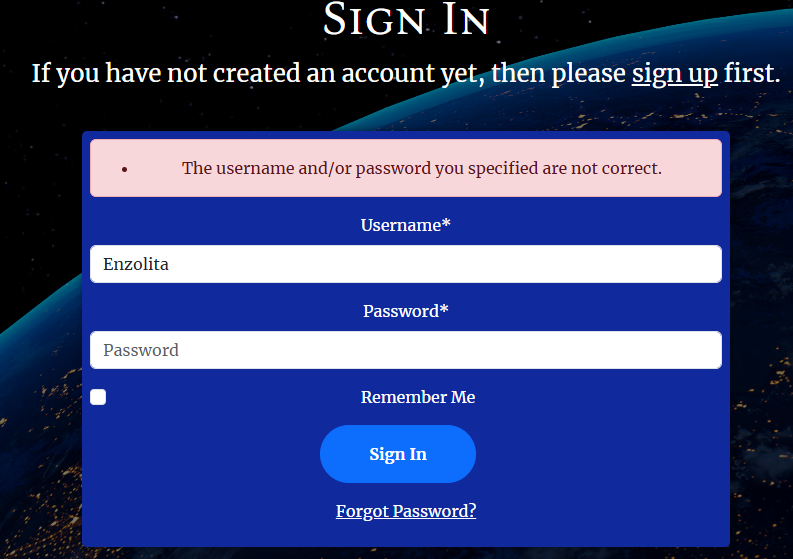 Sign In
If you have not created an account yet, then please sign up first.
• The username and/or password you specified are not correct.
Username*
Enzolita
Password*
Password
Remember Me
Sign In
Forgot Password?